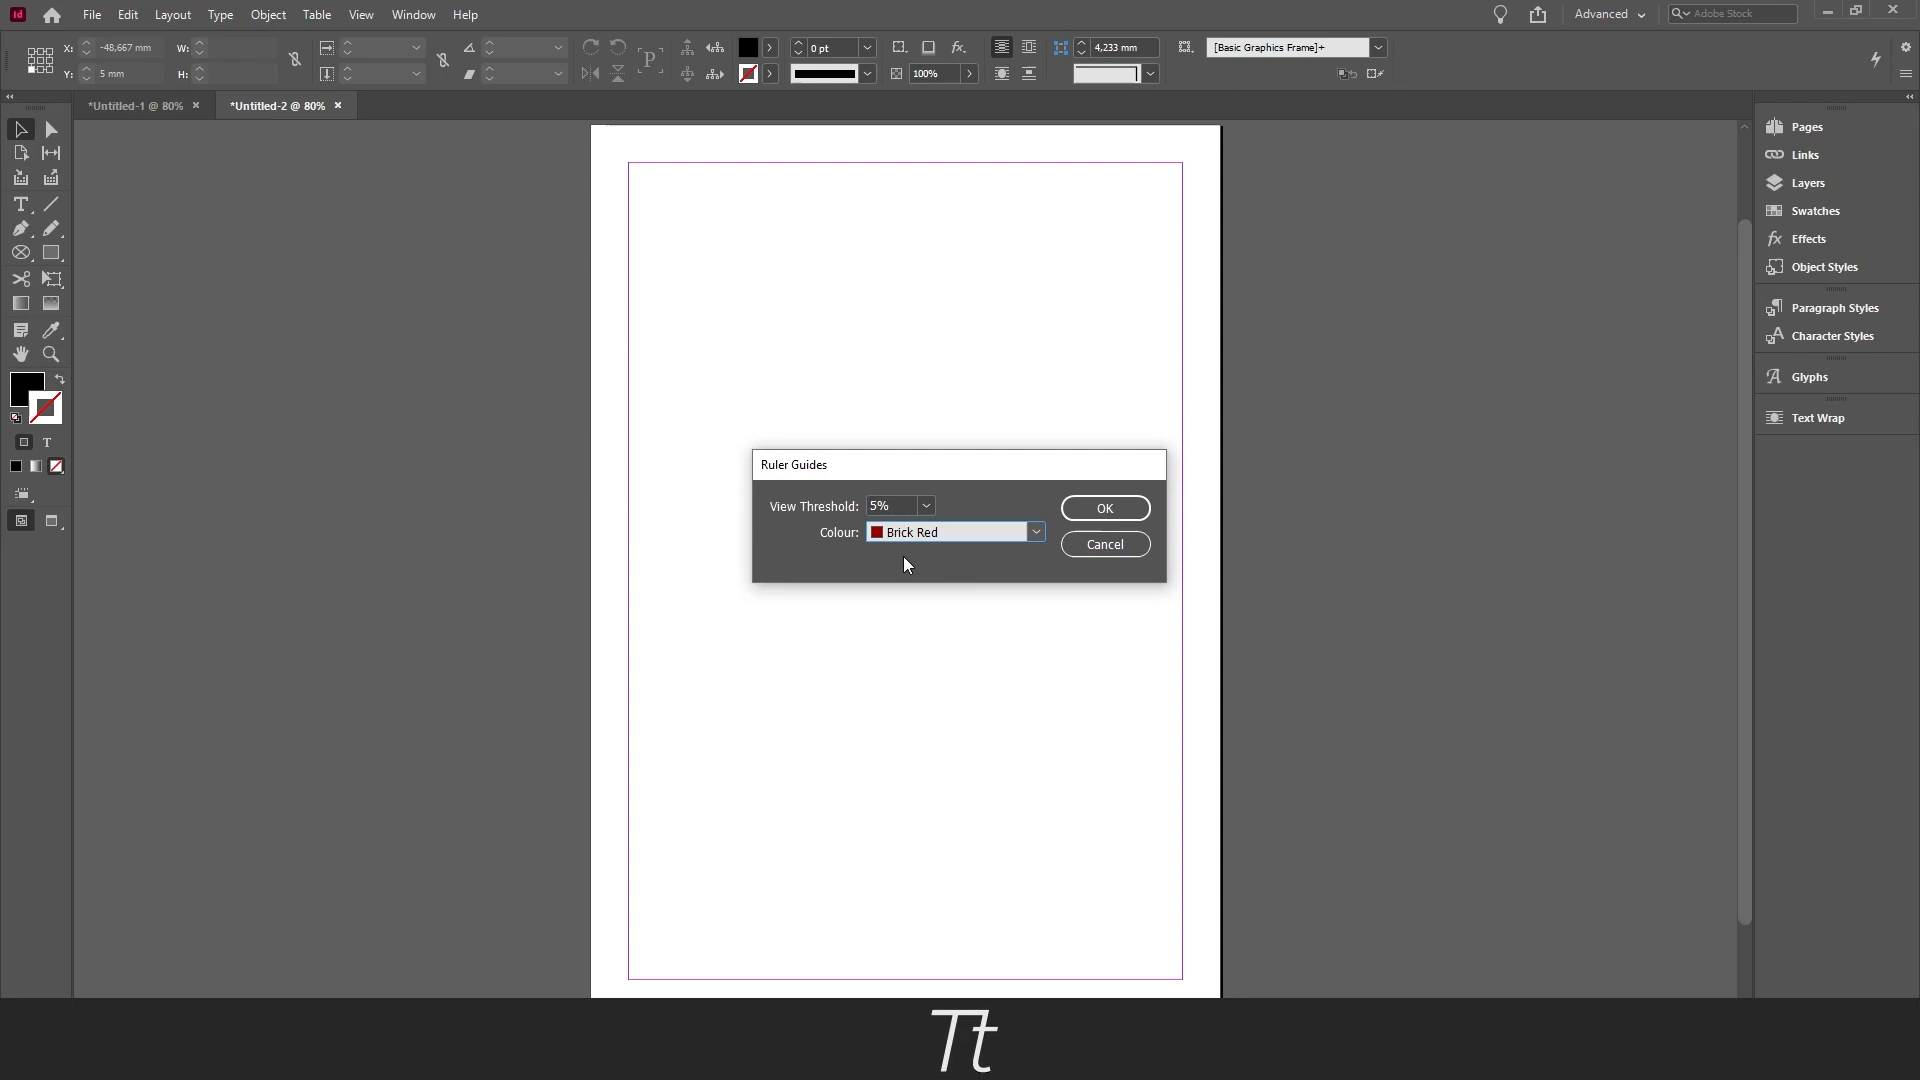 Id File Edit Layout Type Object Table View Window Help Advanced Adobe Stock
X: -48,667 mm W: 0 pt 4,233 mm [Basic Graphics Frame]+
Y: 5 mm H: P 100%
*Untitled-1 @ 80% *Untitled-2 @ 80%
Pages
Links
Layers
Swatches
Effects
Object Styles
Paragraph Styles
Character Styles
Glyphs
Text Wrap
Ruler Guides
View Threshold: 5% OK
Colour: Brick Red
Cancel
Tt